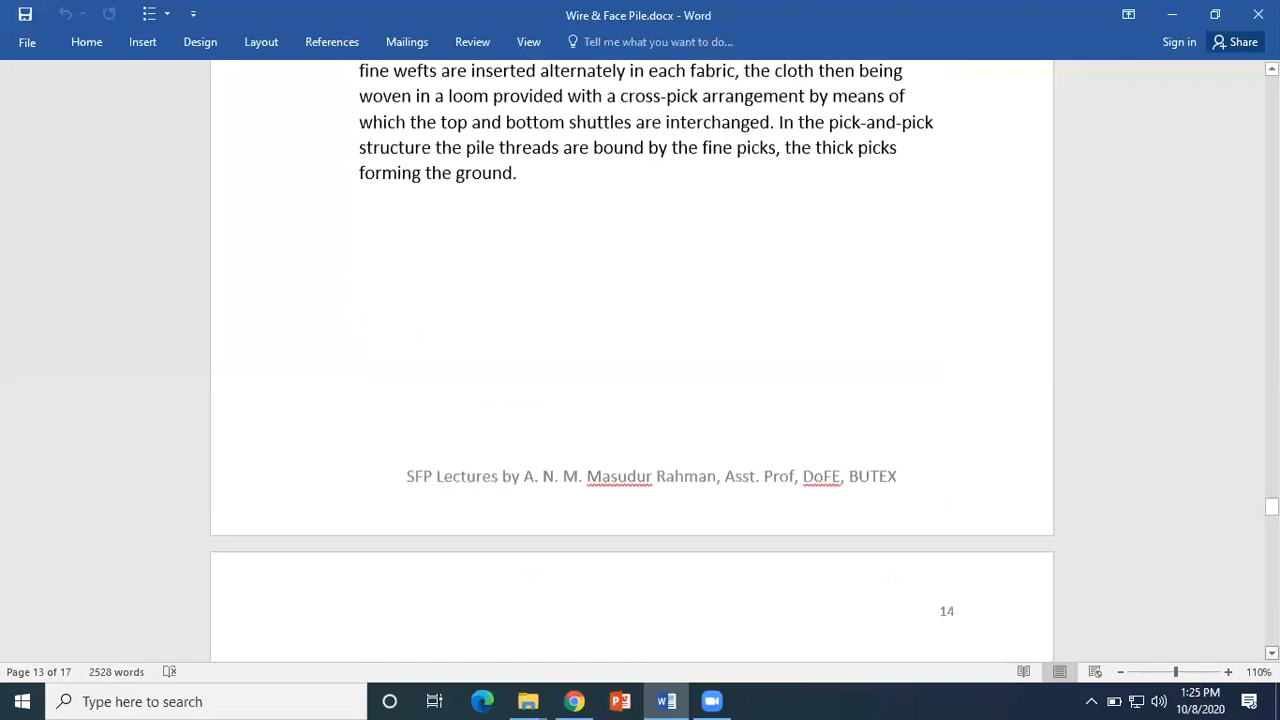 Wire & Face Pile.docx - Word
File Home Insert Design Layout References Mailings Review View Tell me what you want to do... Sign in Share
fine wefts are inserted alternately in each fabric, the cloth then being
woven in a loom provided with a cross-pick arrangement by means of
which the top and bottom shuttles are interchanged. In the pick-and-pick
structure the pile threads are bound by the fine picks, the thick picks
forming the ground.
SFP Lectures by A. N. M. Masudur Rahman, Asst. Prof, DoFE, BUTEX
14
Page 13 of 17 2528 words 110%
Type here to search
1:25 PM
10/8/2020